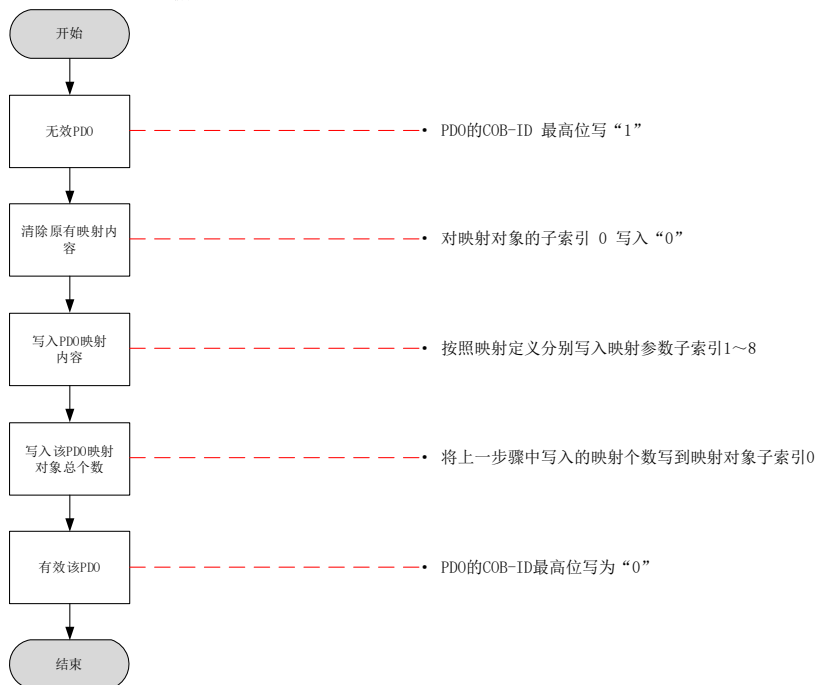 开始
无效PDO
• PDO的COB-ID 最高位写“1”
清除原有映射内
容
• 对映射对象的子索引 0 写入“0”
写入PDO映射
内容
• 按照映射定义分别写入映射参数子索引1～8
写入该PDO映射
对象总个数
• 将上一步骤中写入的映射个数写到映射对象子索引0
有效该PDO
• PDO的COB-ID最高位写为“0”
结束